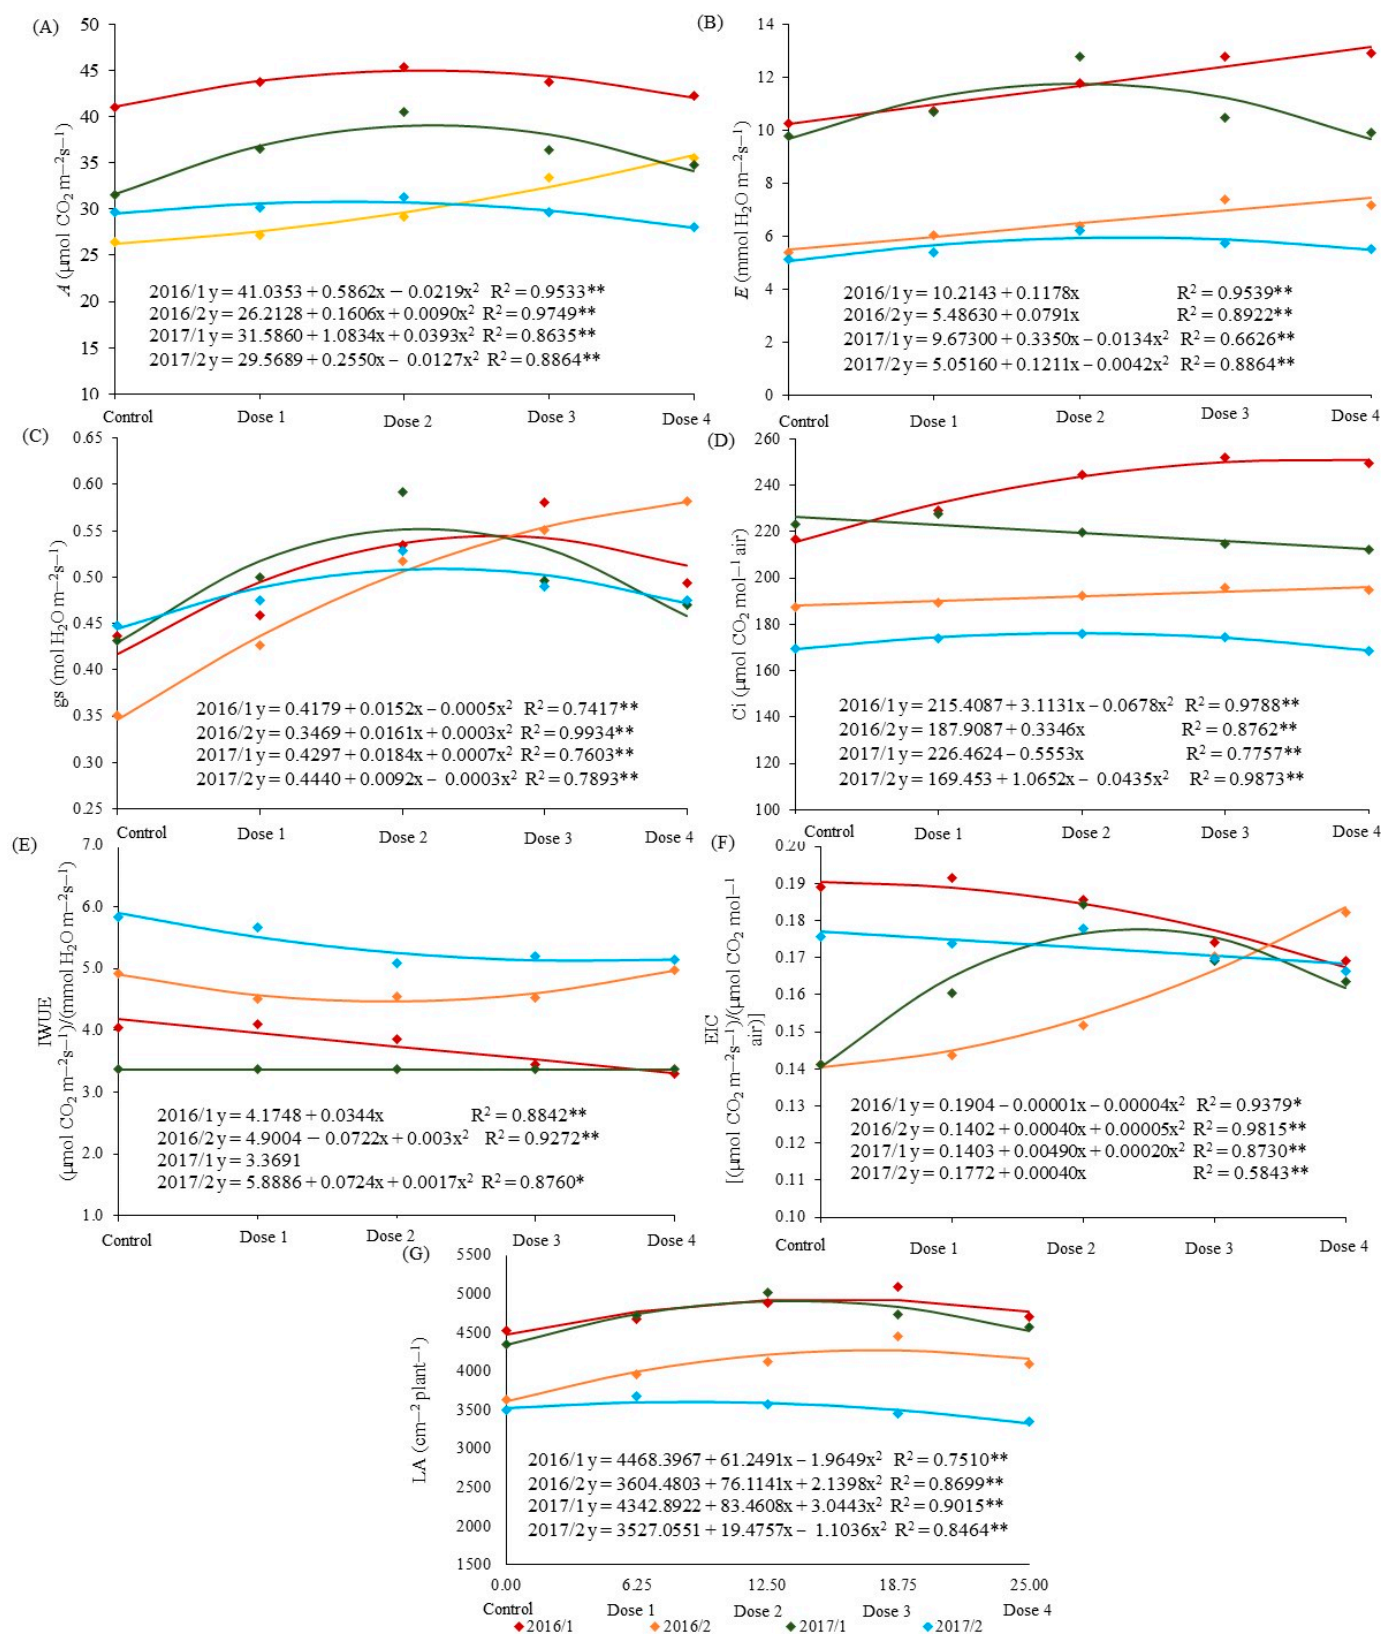 (A)
A (μmol CO₂ m—²s—¹)
50
45
40
35
30
25
20
15
10
2016/1 y = 41.0353 + 0.5862x — 0.0219x² R² = 0.9533**
2016/2 y = 26.2128 + 0.1606x + 0.0090x² R² = 0.9749**
2017/1 y = 31.5860 + 1.0834x + 0.0393x² R² = 0.8635**
2017/2 y = 29.5689 + 0.2550x — 0.0127x² R² = 0.8864**
Control Dose 1 Dose 2 Dose 3 Dose 4
(B)
E (mmol H₂O m—²s—¹)
14
12
10
8
6
4
2
0
2016/1 y = 10.2143 + 0.1178x R² = 0.9539**
2016/2 y = 5.48630 + 0.0791x R² = 0.8922**
2017/1 y = 9.67300 + 0.3350x — 0.0134x² R² = 0.6626**
2017/2 y = 5.05160 + 0.1211x — 0.0042x² R² = 0.8864**
Control Dose 1 Dose 2 Dose 3 Dose 4
(C)
gs (mol H₂O m—²s—¹)
0.65
0.60
0.55
0.50
0.45
0.40
0.35
0.30
0.25
2016/1 y = 0.4179 + 0.0152x — 0.0005x² R² = 0.7417**
2016/2 y = 0.3469 + 0.0161x + 0.0003x² R² = 0.9934**
2017/1 y = 0.4297 + 0.0184x + 0.0007x² R² = 0.7603**
2017/2 y = 0.4440 + 0.0092x — 0.0003x² R² = 0.7893**
Control Dose 1 Dose 2 Dose 3 Dose 4
(D)
Ci (μmol CO₂ mol—¹ air)
260
240
220
200
180
160
140
120
100
2016/1 y = 215.4087 + 3.1131x — 0.0678x² R² = 0.9788**
2016/2 y = 187.9087 + 0.3346x R² = 0.8762**
2017/1 y = 226.4624 — 0.5553x R² = 0.7757**
2017/2 y = 169.453 + 1.0652x — 0.0435x² R² = 0.9873**
Control Dose 1 Dose 2 Dose 3 Dose 4
(E)
IWUE
(μmol CO₂ m—²s—¹)/(mmol H₂O m—²s—¹)
7.0
6.0
5.0
4.0
3.0
2.0
1.0
2016/1 y = 4.1748 + 0.0344x R² = 0.8842**
2016/2 y = 4.9004 — 0.0722x + 0.003x² R² = 0.9272**
2017/1 y = 3.3691
2017/2 y = 5.8886 + 0.0724x + 0.0017x² R² = 0.8760*
Control Dose 1 Dose 2 Dose 3 Dose 4
(F)
EIC
[(μmol CO₂ m—²s—¹)/(μmol CO₂ mol—¹
air)]
0.20
0.19
0.18
0.17
0.16
0.15
0.14
0.13
0.12
0.11
0.10
2016/1 y = 0.1904 — 0.00001x — 0.00004x² R² = 0.9379*
2016/2 y = 0.1402 + 0.00040x + 0.00005x² R² = 0.9815**
2017/1 y = 0.1403 + 0.00490x + 0.00020x² R² = 0.8730**
2017/2 y = 0.1772 + 0.00040x R² = 0.5843**
Control Dose 1 Dose 2 Dose 3 Dose 4
(G)
LA (cm—² plant—¹)
5500
5000
4500
4000
3500
3000
2500
2000
1500
2016/1 y = 4468.3967 + 61.2491x — 1.9649x² R² = 0.7510**
2016/2 y = 3604.4803 + 76.1141x + 2.1398x² R² = 0.8699**
2017/1 y = 4342.8922 + 83.4608x + 3.0443x² R² = 0.9015**
2017/2 y = 3527.0551 + 19.4757x — 1.1036x² R² = 0.8464**
0.00 6.25 12.50 18.75 25.00
Control Dose 1 Dose 2 Dose 3 Dose 4
2016/1 2016/2 2017/1 2017/2